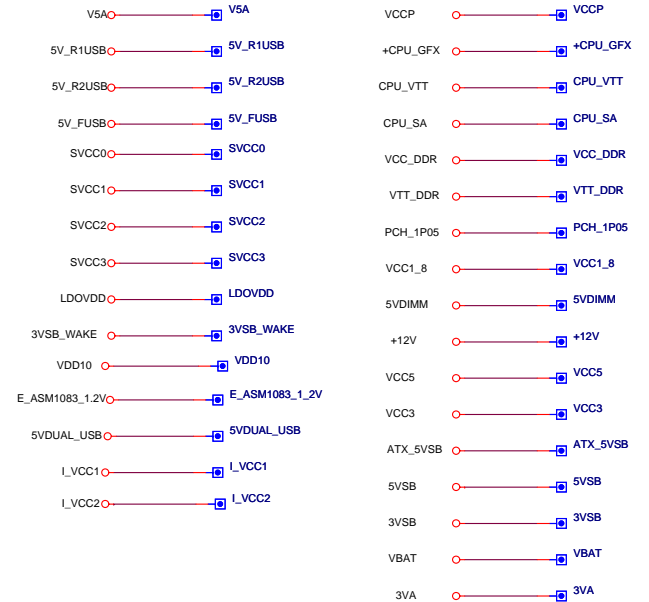 V5A V5A
5V_R1USB 5V_R1USB
5V_R2USB 5V_R2USB
5V_FUSB 5V_FUSB
SVCC0 SVCC0
SVCC1 SVCC1
SVCC2 SVCC2
SVCC3 SVCC3
LDOVDD LDOVDD
3VSB_WAKE 3VSB_WAKE
VDD10 VDD10
E_ASM1083_1.2V E_ASM1083_1_2V
5VDUAL_USB 5VDUAL_USB
I_VCC1 I_VCC1
I_VCC2 I_VCC2
VCCP VCCP
+CPU_GFX +CPU_GFX
CPU_VTT CPU_VTT
CPU_SA CPU_SA
VCC_DDR VCC_DDR
VTT_DDR VTT_DDR
PCH_1P05 PCH_1P05
VCC1_8 VCC1_8
5VDIMM 5VDIMM
+12V +12V
VCC5 VCC5
VCC3 VCC3
ATX_5VSB ATX_5VSB
5VSB 5VSB
3VSB 3VSB
VBAT VBAT
3VA 3VA